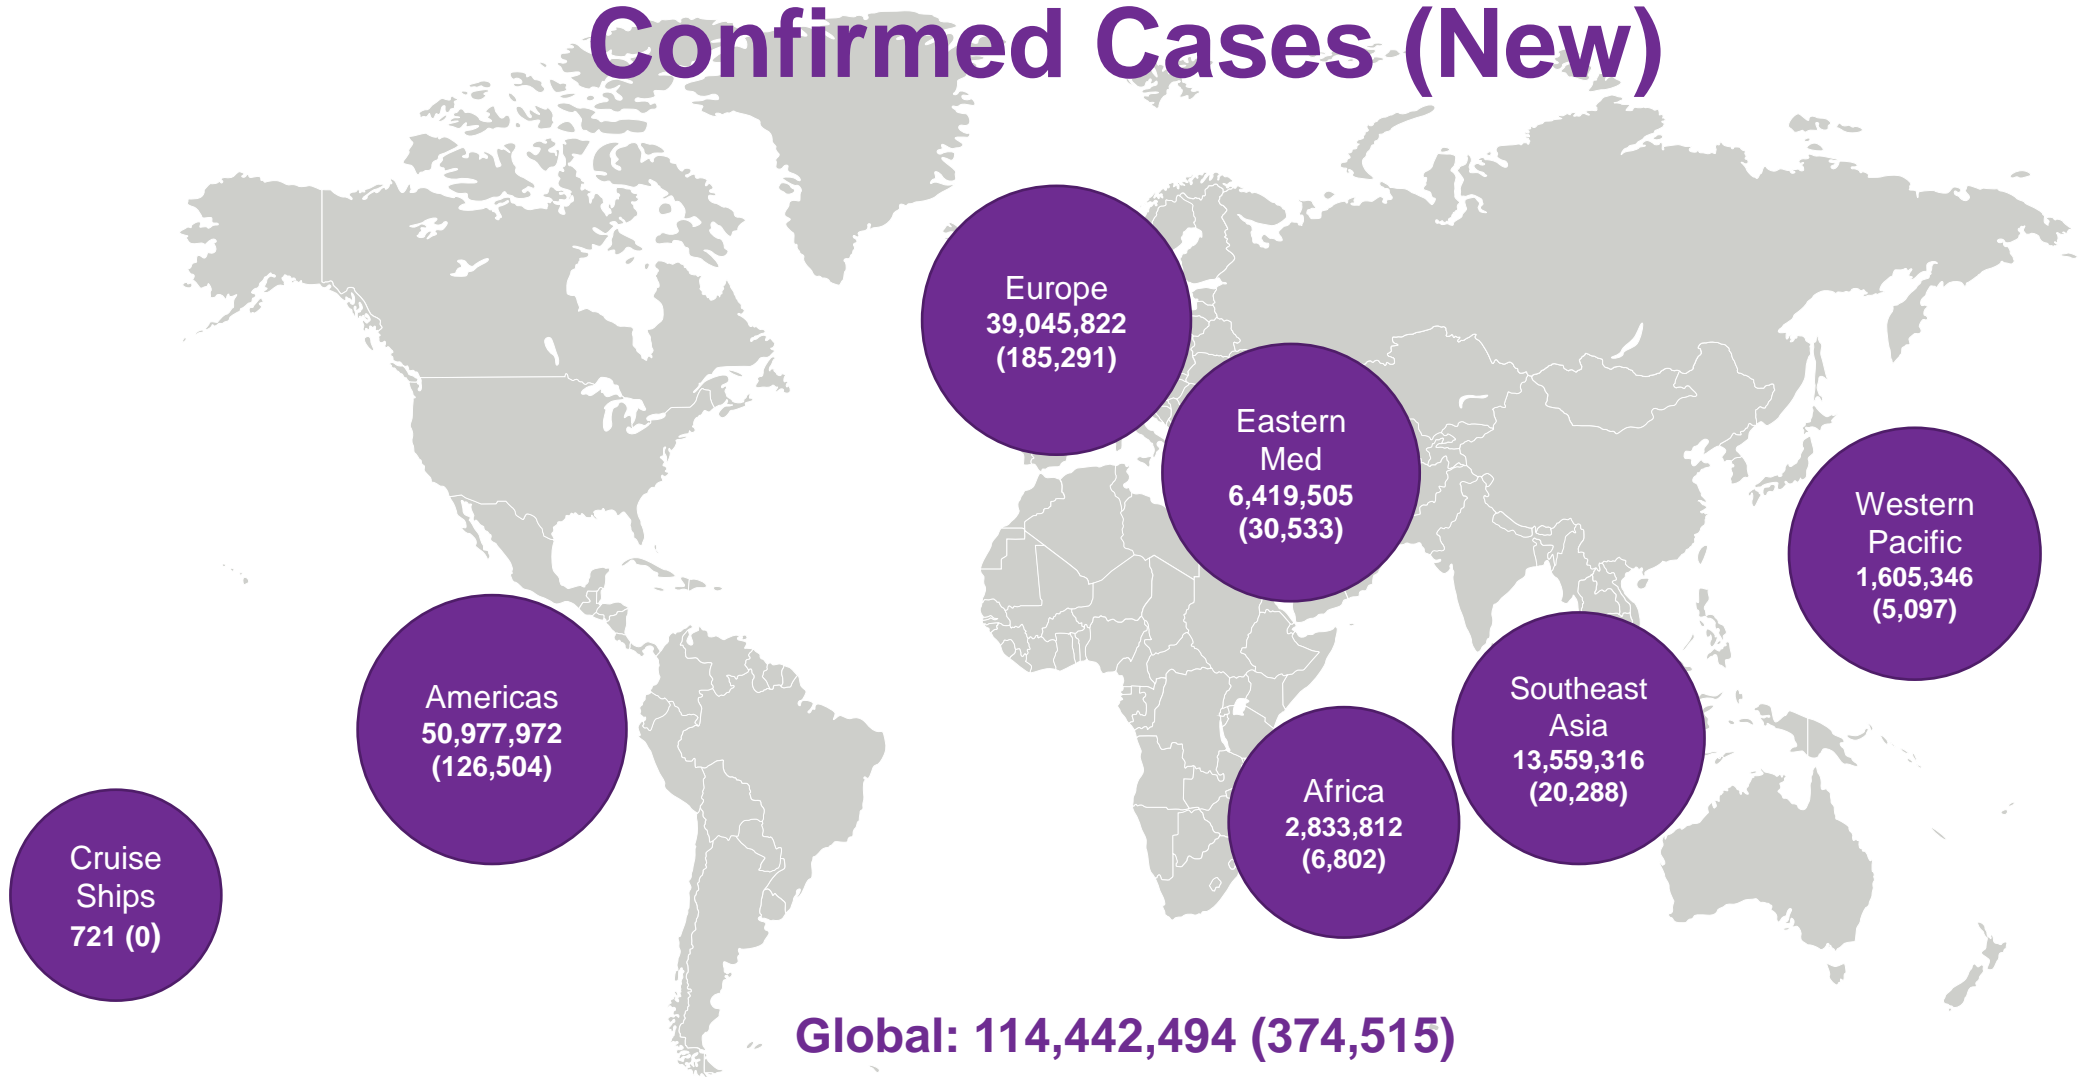 Confirmed Cases (New)
Europe
39,045,822
(185,291)
Eastern
Med
6,419,505
(30,533)
Western
Pacific
1,605,346
(5,097)
Americas
50,977,972
(126,504)
Southeast
Asia
13,559,316
(20,288)
Africa
2,833,812
(6,802)
Cruise
Ships
721 (0)
Global: 114,442,494 (374,515)